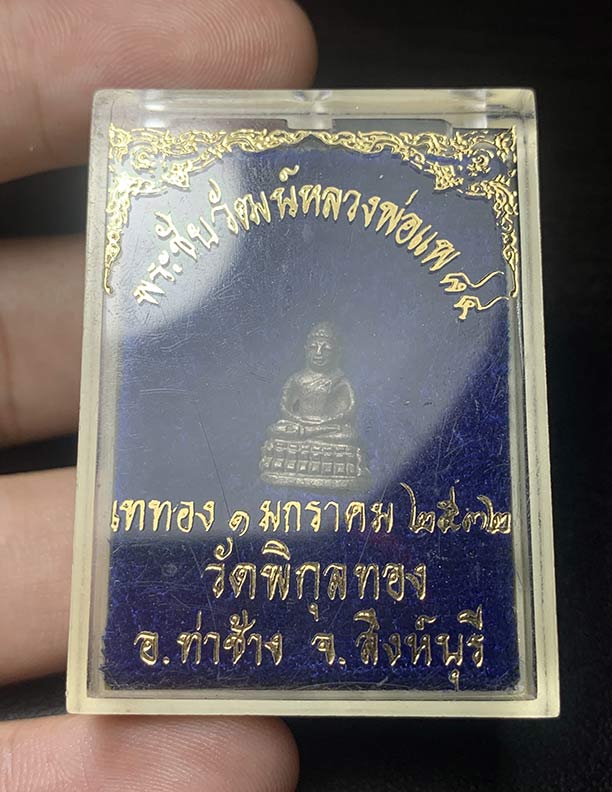 พระชัยวัฒน์หลวงพ่อแพ ๘๕
เททอง ๑ มกราคม ๒๕๓๒
วัดพิกุลทอง
อ.ท่าช้าง จ.สิงห์บุรี